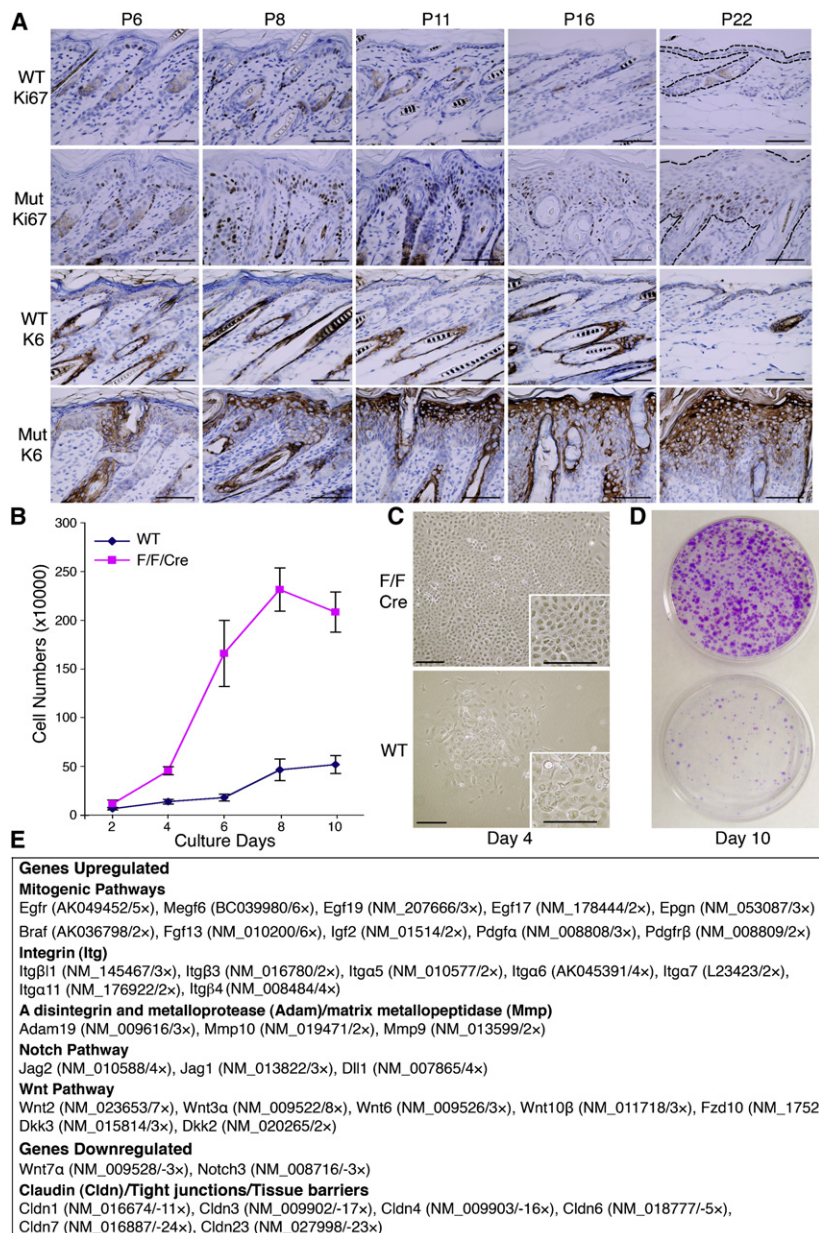 A
P6 P8 P11 P16 P22
WT
Ki67
Mut
Ki67
WT
K6
Mut
K6
B
300
250
200
150
100
50
0
Cell Numbers (x10000)
WT
F/F/Cre
2 4 6 8 10
Culture Days
C
F/F
Cre
WT
Day 4
D
Day 10
E
Genes Upregulated
Mitogenic Pathways
Egfr (AK049452/5×), Megf6 (BC039980/6×), Egf19 (NM_207666/3×), Egf17 (NM_178444/2×), Epgn (NM_053087/3×)
Braf (AK036798/2×), Fgf13 (NM_010200/6×), Igf2 (NM_01514/2×), Pdgfα (NM_008808/3×), Pdgfrβ (NM_008809/2×)
Integrin (Itg)
Itgβl1 (NM_145467/3×), Itgβ3 (NM_016780/2×), Itgα5 (NM_010577/2×), Itgα6 (AK045391/4×), Itgα7 (L23423/2×),
Itgα11 (NM_176922/2×), Itgβ4(NM_008484/4×)
A disintegrin and metalloprotease (Adam)/matrix metallopeptidase (Mmp)
Adam19 (NM_009616/3×), Mmp10 (NM_019471/2×), Mmp9 (NM_013599/2×)
Notch Pathway
Jag2 (NM_010588/4×), Jag1 (NM_013822/3×), Dll1 (NM_007865/4×)
Wnt Pathway
Wnt2 (NM_023653/7×), Wnt3α (NM_009522/8×), Wnt6 (NM_009526/3×), Wnt10β (NM_011718/3×), Fzd10 (NM_1752
Dkk3 (NM_015814/3×), Dkk2 (NM_020265/2×)
Genes Downregulated
Wnt7α (NM_009528/-3×), Notch3 (NM_008716/-3×)
Claudin (Cldn)/Tight junctions/Tissue barriers
Cldn1 (NM_016674/-11×), Cldn3 (NM_009902/-17×), Cldn4 (NM_009903/-16×), Cldn6 (NM_018777/-5×),
Cldn7 (NM_016887/-24×), Cldn23 (NM_027998/-23×)